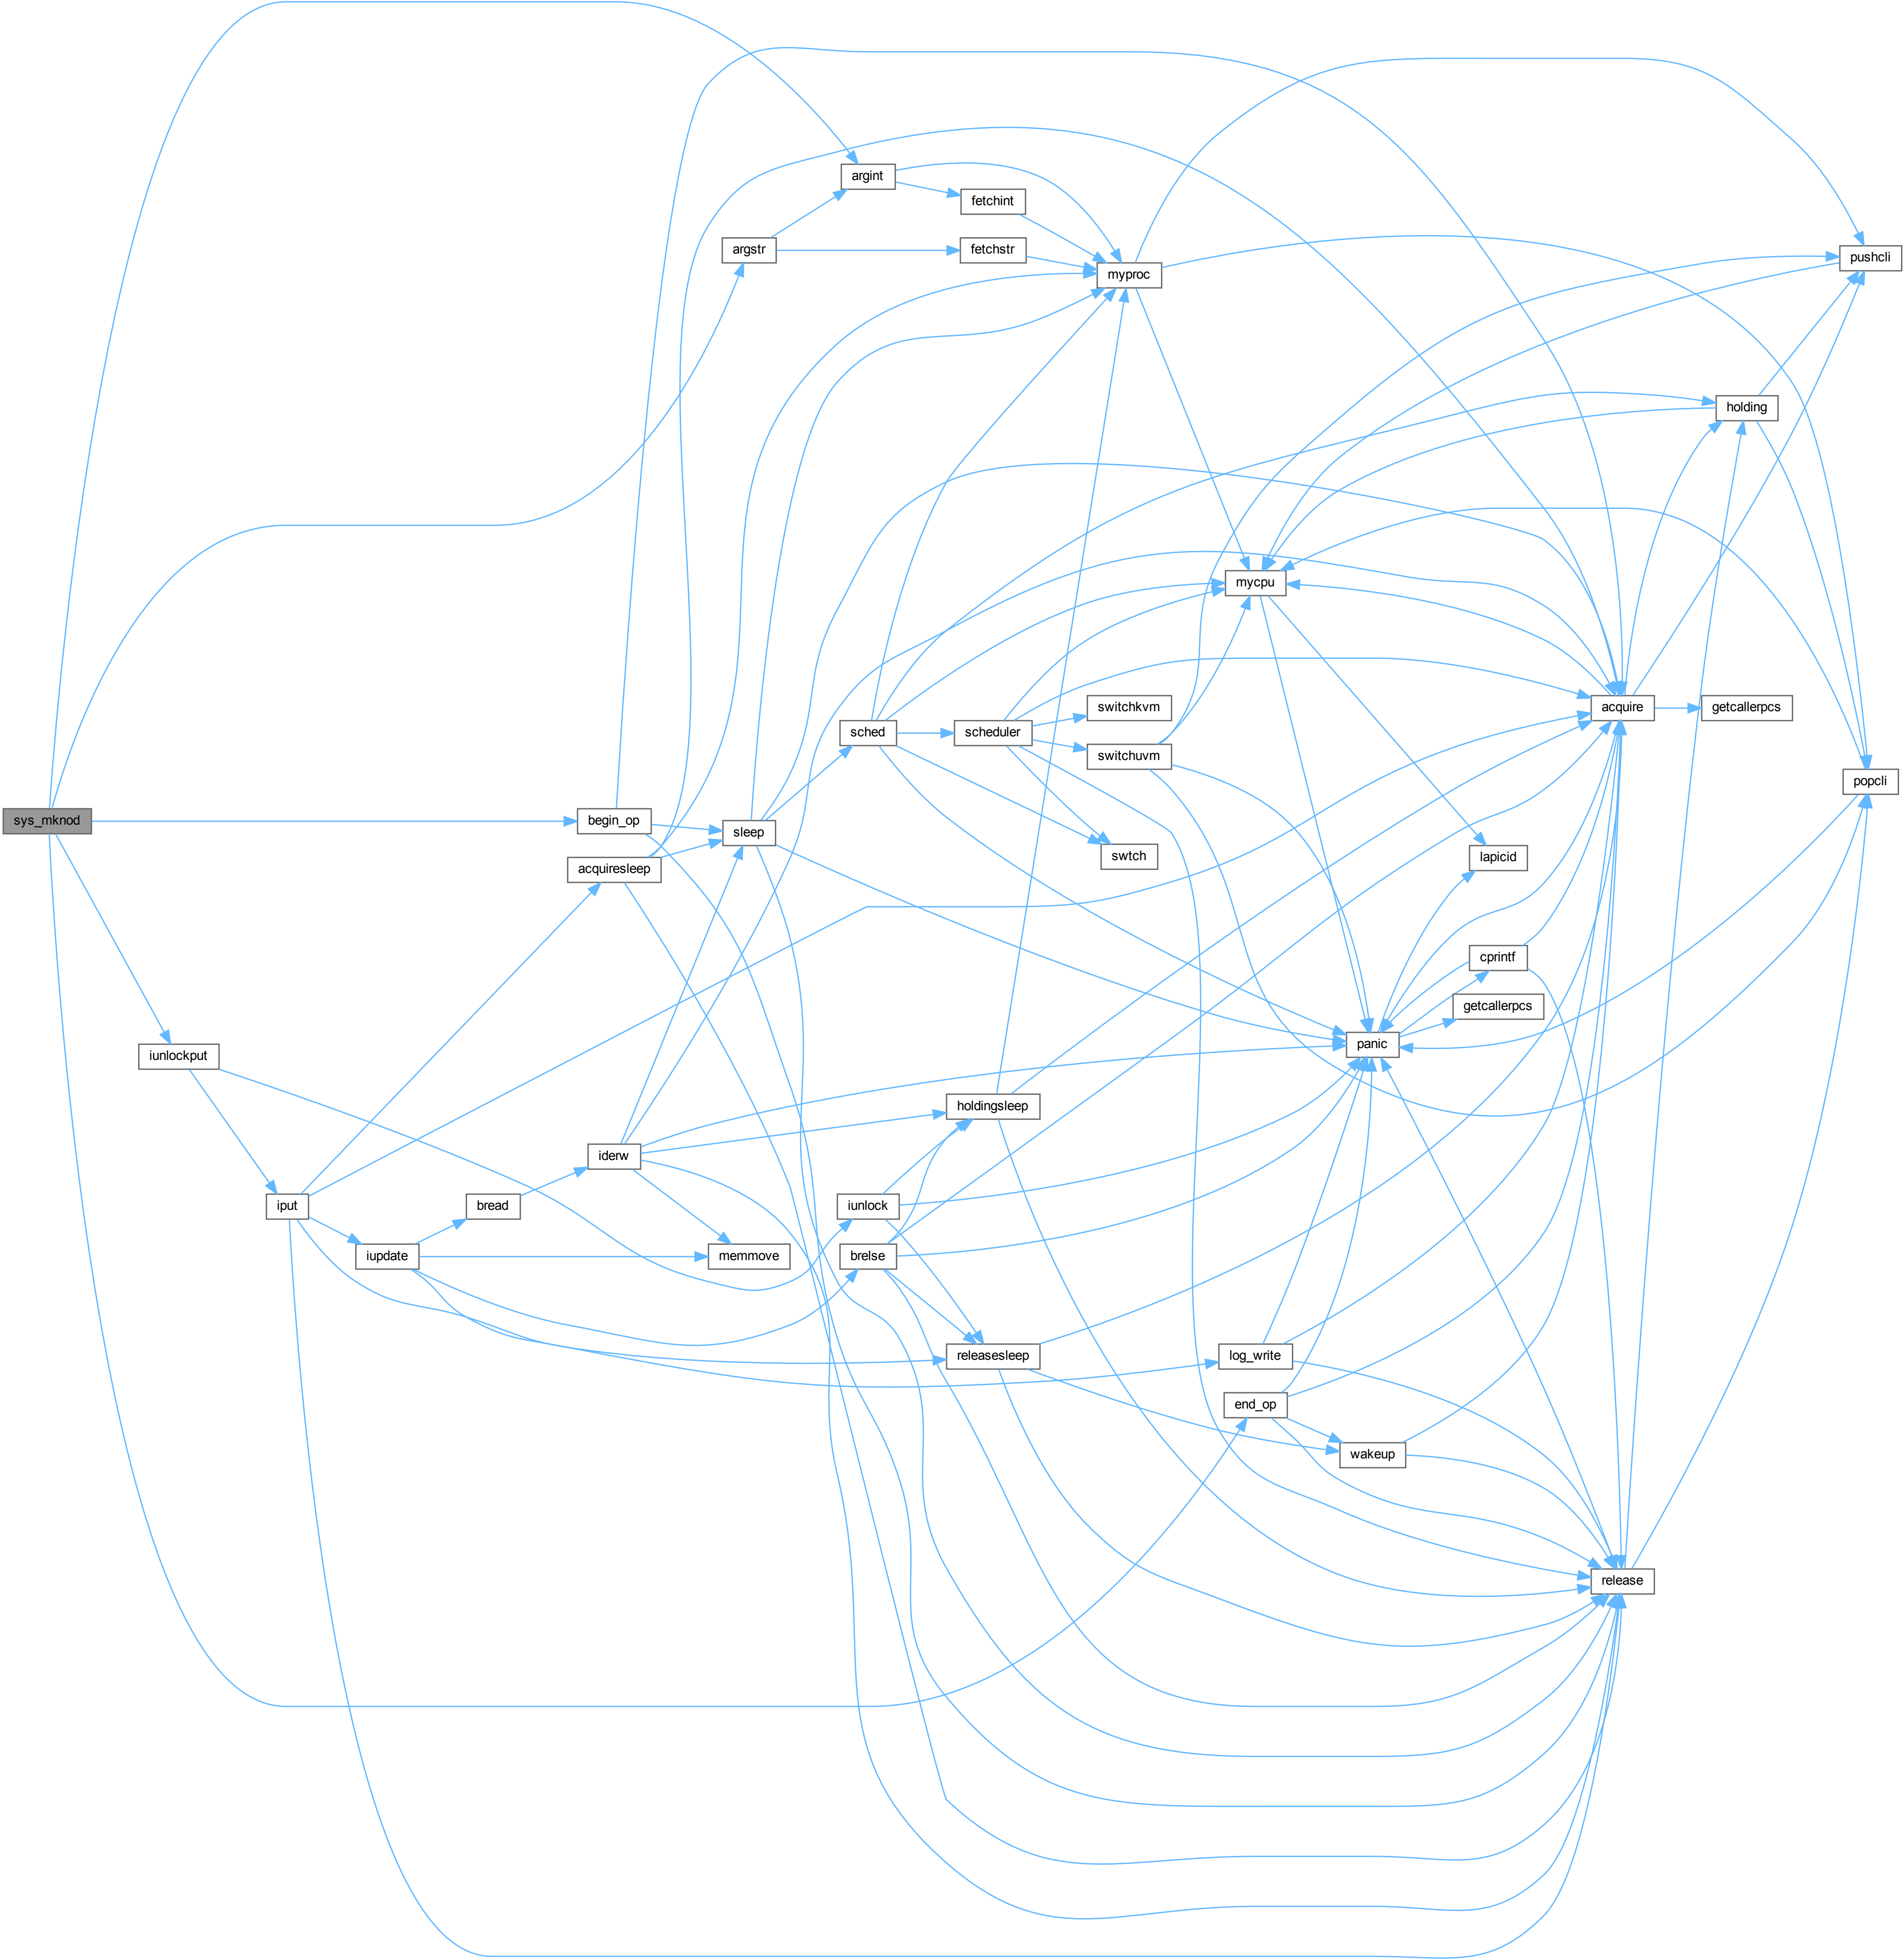 argint
fetchint
argstr
fetchstr
pushcli
myproc
holding
mycpu
switchkvm
acquire
getcallerpcs
sched
scheduler
switchuvm
popcli
sys_mknod
begin_op
sleep
swtch
lapicid
acquiresleep
cprintf
getcallerpcs
panic
iunlockput
holdingsleep
iderw
iput
bread
iunlock
iupdate
memmove
brelse
releasesleep
log_write
end_op
wakeup
release